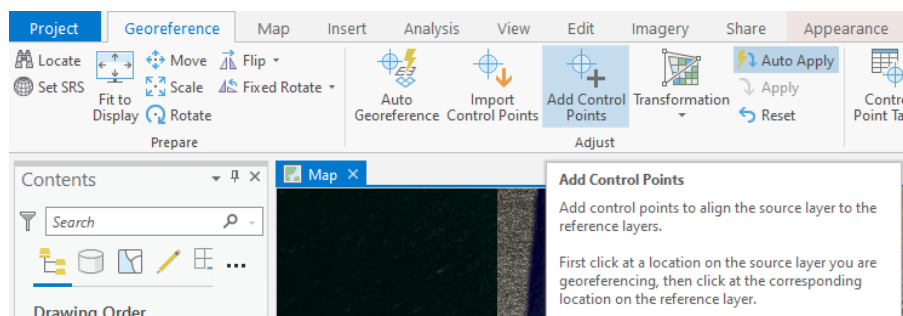 Project Georeference Map Insert Analysis View Edit Imagery Share Appearance
Locate Move Flip
Set SRS Scale Fixed Rotate
Fit to Display Rotate
Auto Georeference
Import Control Points
Add Control Points
Transformation
Auto Apply
Apply
Reset
Prepare Adjust
Contents
Search
Drawing Order
Map
Add Control Points
Add control points to align the source layer to the
reference layers.
First click at a location on the source layer you are
georeferencing, then click at the corresponding
location on the reference layer.